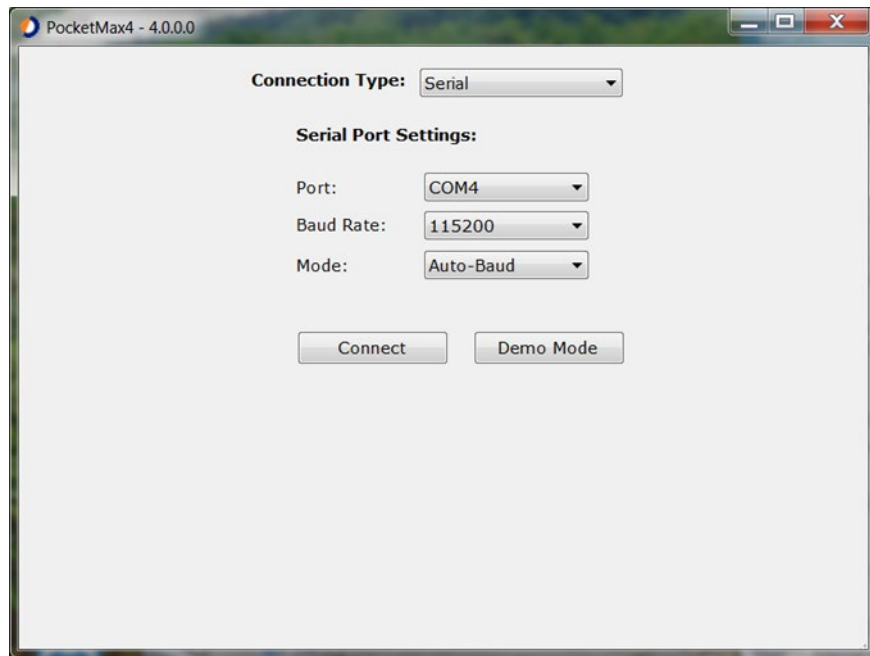 PocketMax4 - 4.0.0.0
Connection Type: Serial
Serial Port Settings:
Port: COM4
Baud Rate: 115200
Mode: Auto-Baud
Connect Demo Mode